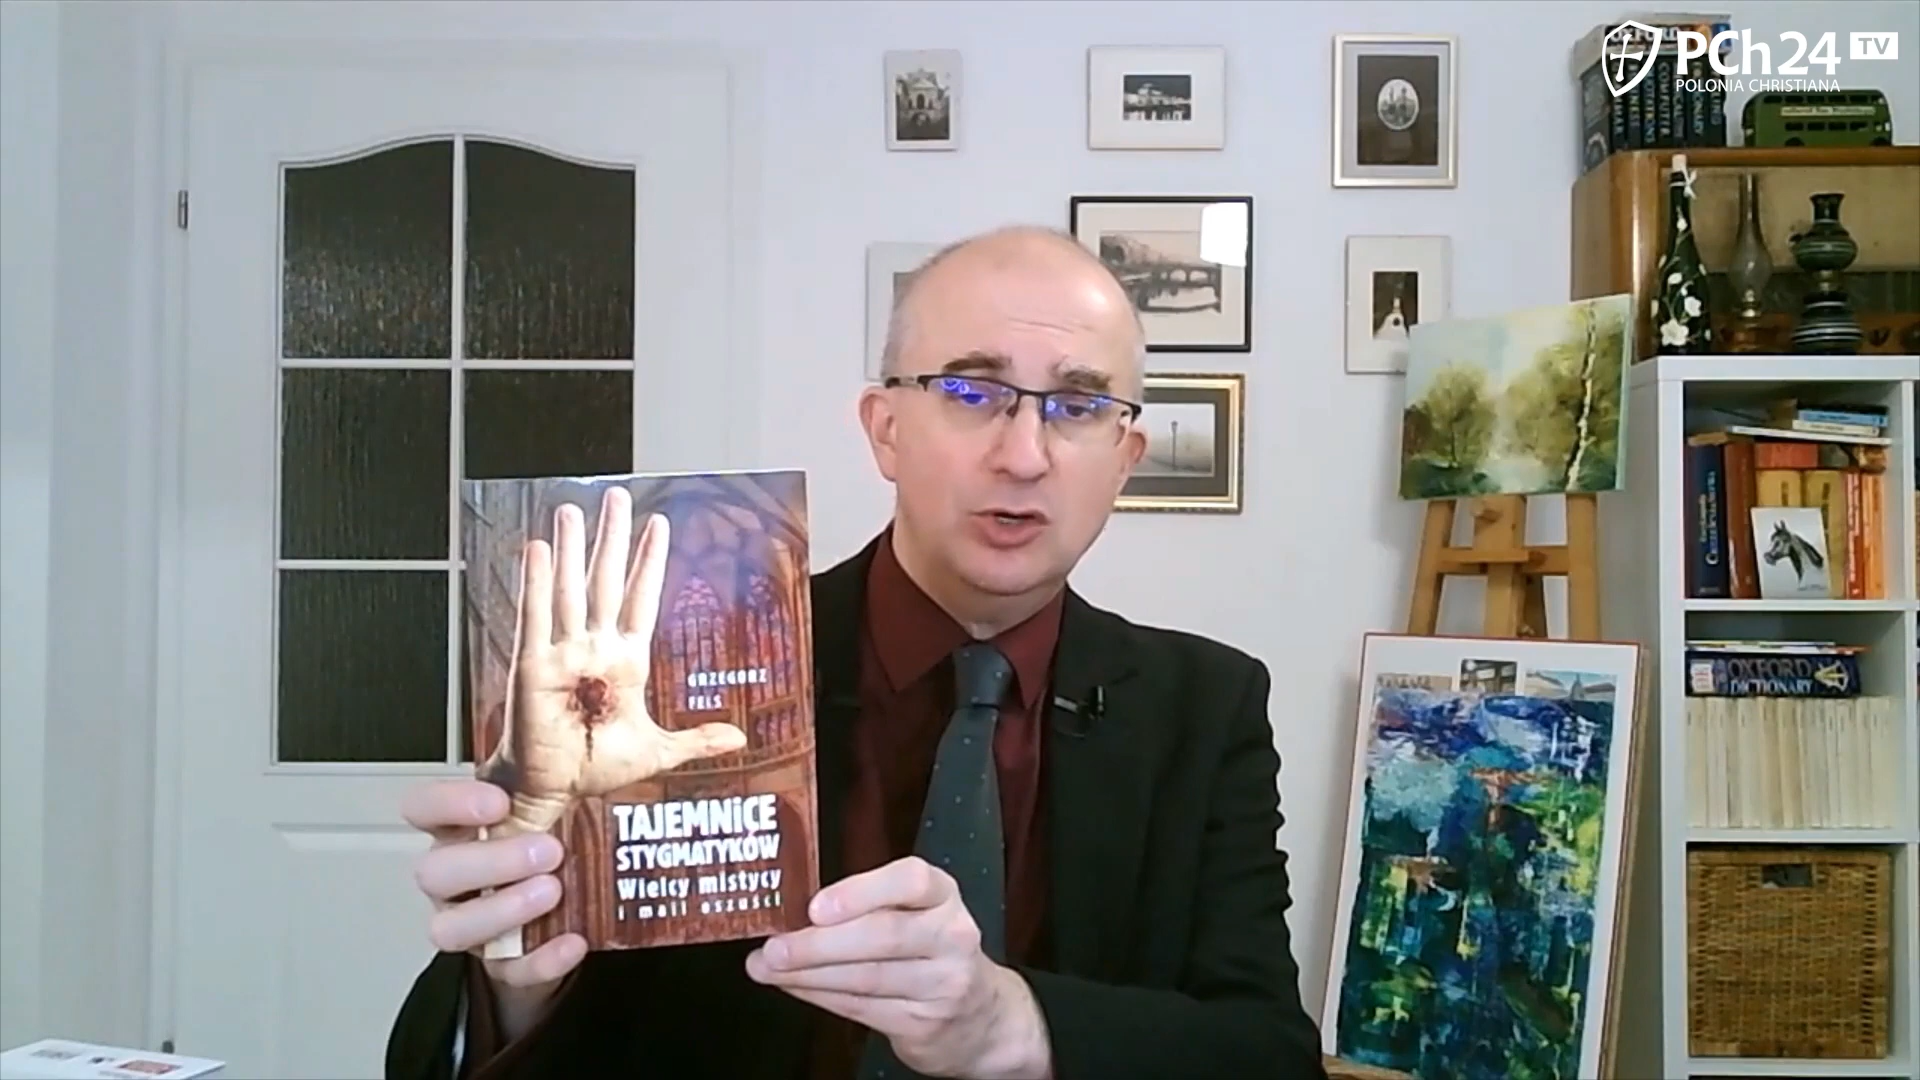 PCh24 TV
POLONIA CHRISTIANA
GRZEGORZ
FELS
TAJEMNiCE
STYGMATYKÓW
Wielcy mistycy
i mali oszuści
OXFORD
DICTIONARY